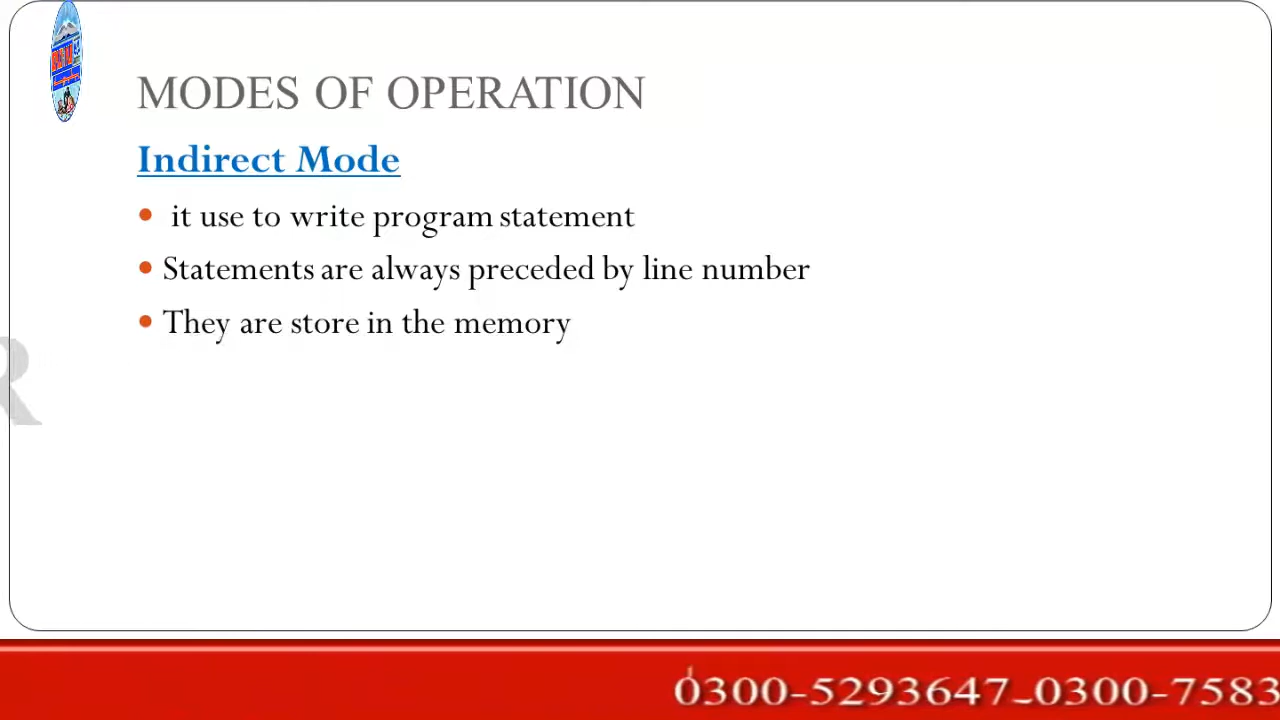 MODES OF OPERATION
Indirect Mode
• it use to write program statement
• Statements are always preceded by line number
• They are store in the memory
R
0300-5293647_0300-7583